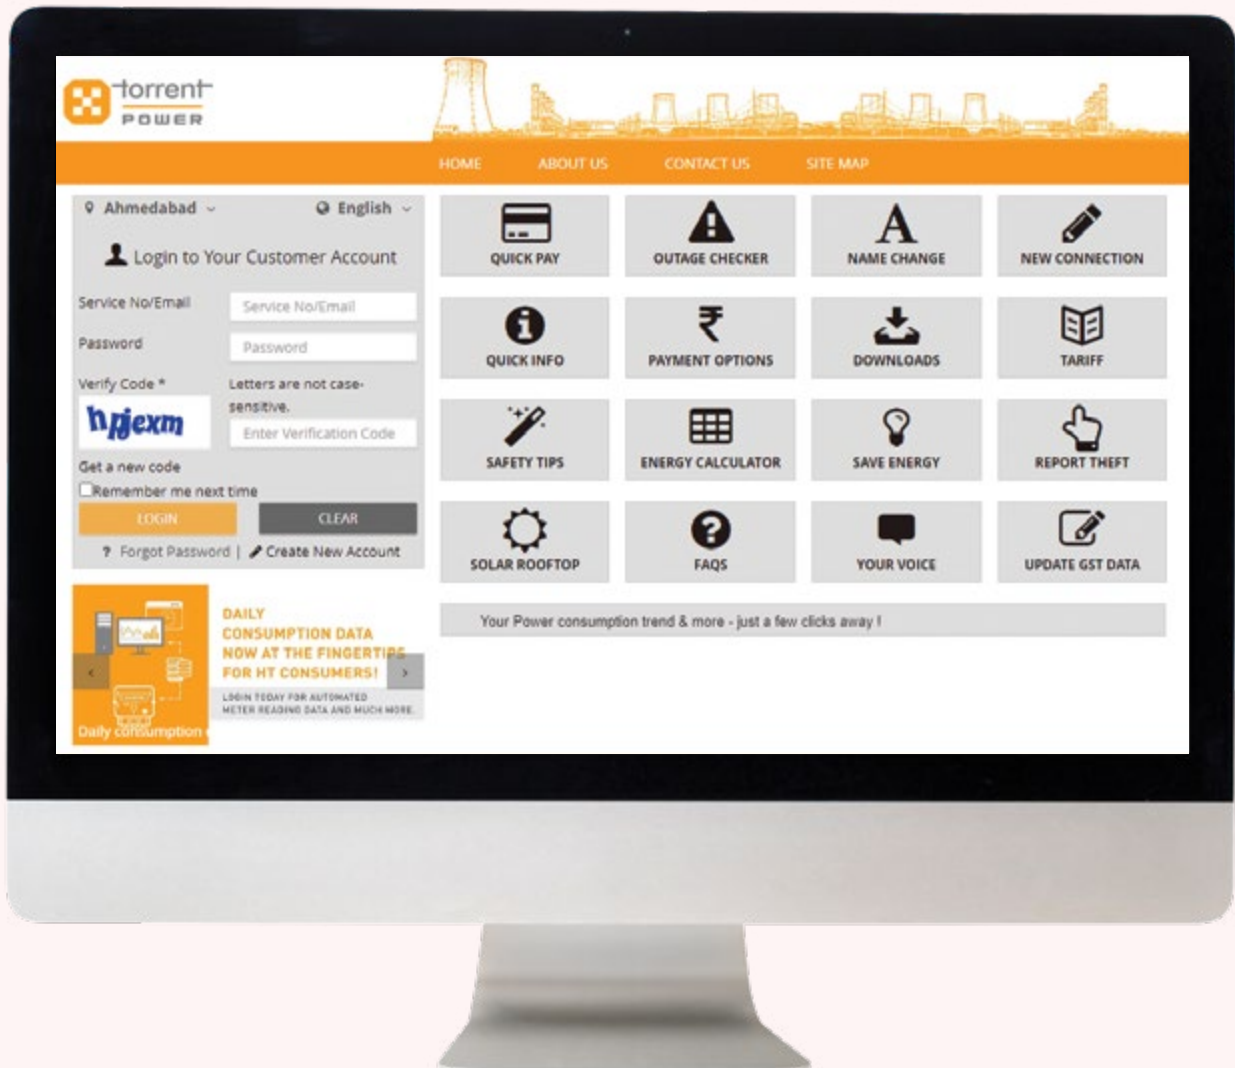 torrent
POWER
HOME ABOUT US CONTACT US SITE MAP
Ahmedabad English
Login to Your Customer Account
Service No/Email Service No/Email
Password Password
Verify Code * Letters are not case-
sensitive.
hpjexm
Enter Verification Code
Get a new code
Remember me next time
LOGIN CLEAR
? Forgot Password | Create New Account
QUICK PAY OUTAGE CHECKER NAME CHANGE NEW CONNECTION
QUICK INFO PAYMENT OPTIONS DOWNLOADS TARIFF
SAFETY TIPS ENERGY CALCULATOR SAVE ENERGY REPORT THEFT
SOLAR ROOFTOP FAQS YOUR VOICE UPDATE GST DATA
Your Power consumption trend & more - just a few clicks away !
DAILY
CONSUMPTION DATA
NOW AT THE FINGERTIPS
FOR HT CONSUMERS!
LOGIN TODAY FOR AUTOMATED
METER READING DATA AND MUCH MORE.
Daily consumption